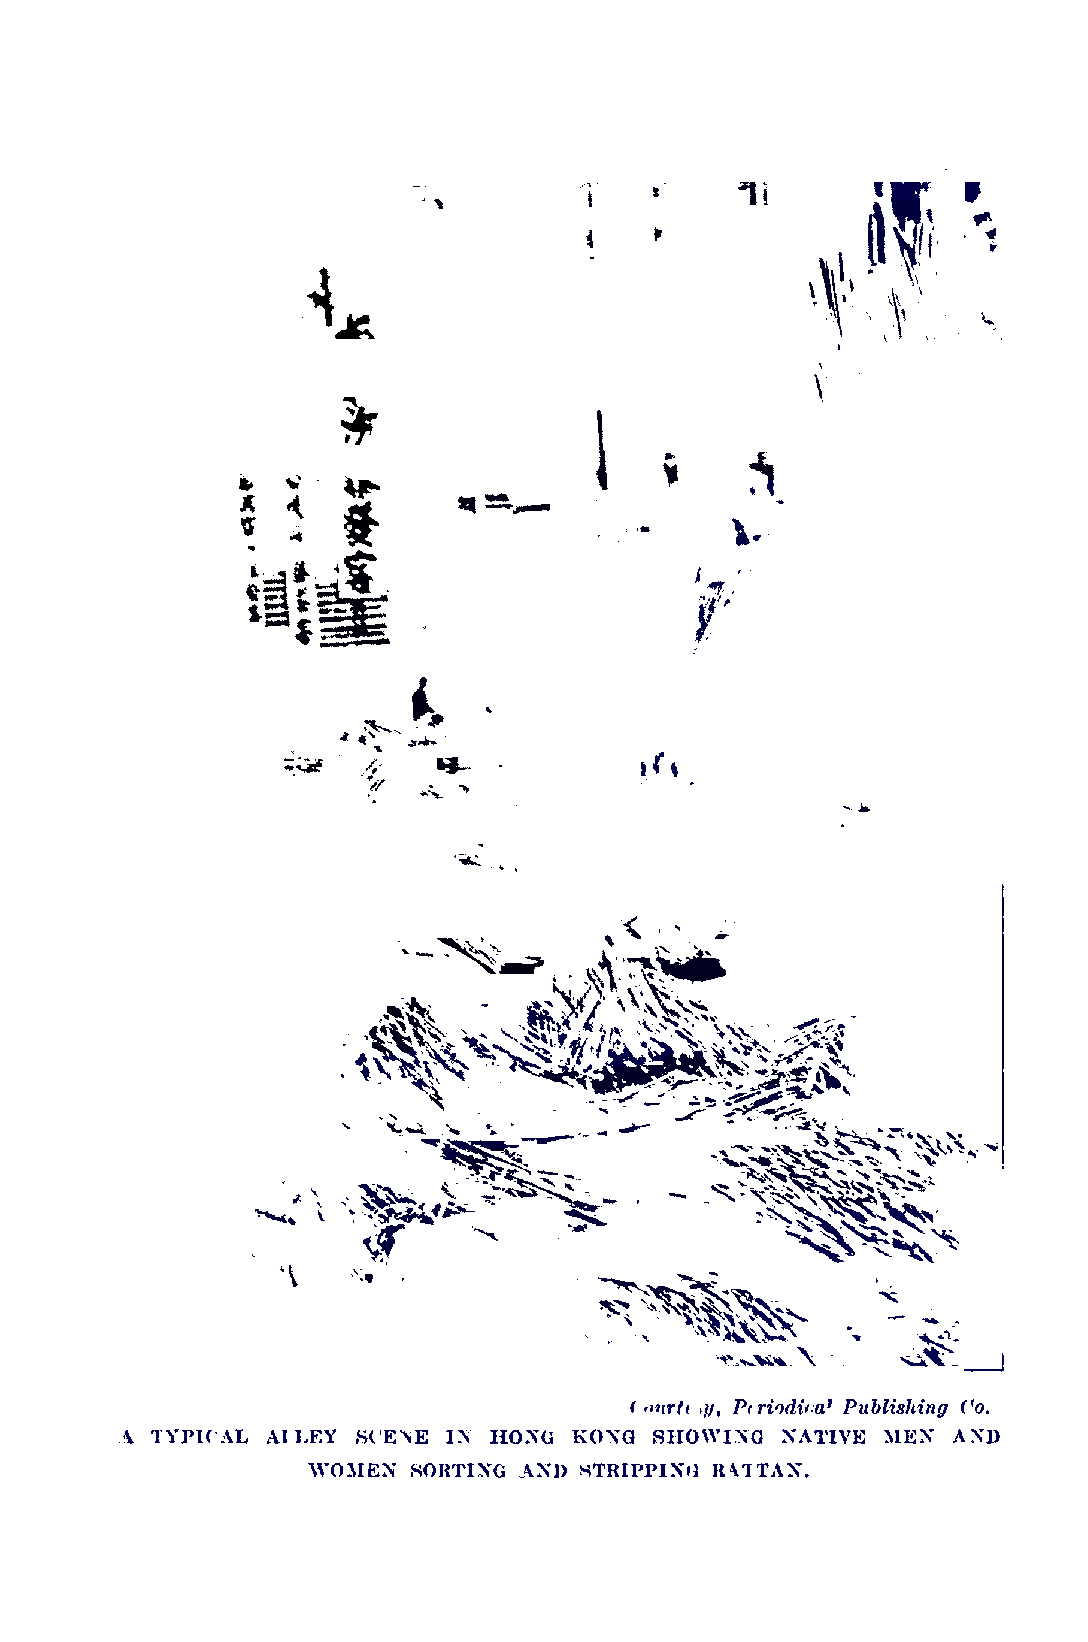 Courtesy, Periodical Publishing Co.
A TYPICAL ALLEY SCENE IN HONG KONG SHOWING NATIVE MEN AND
WOMEN SORTING AND STRIPPING RATTAN.